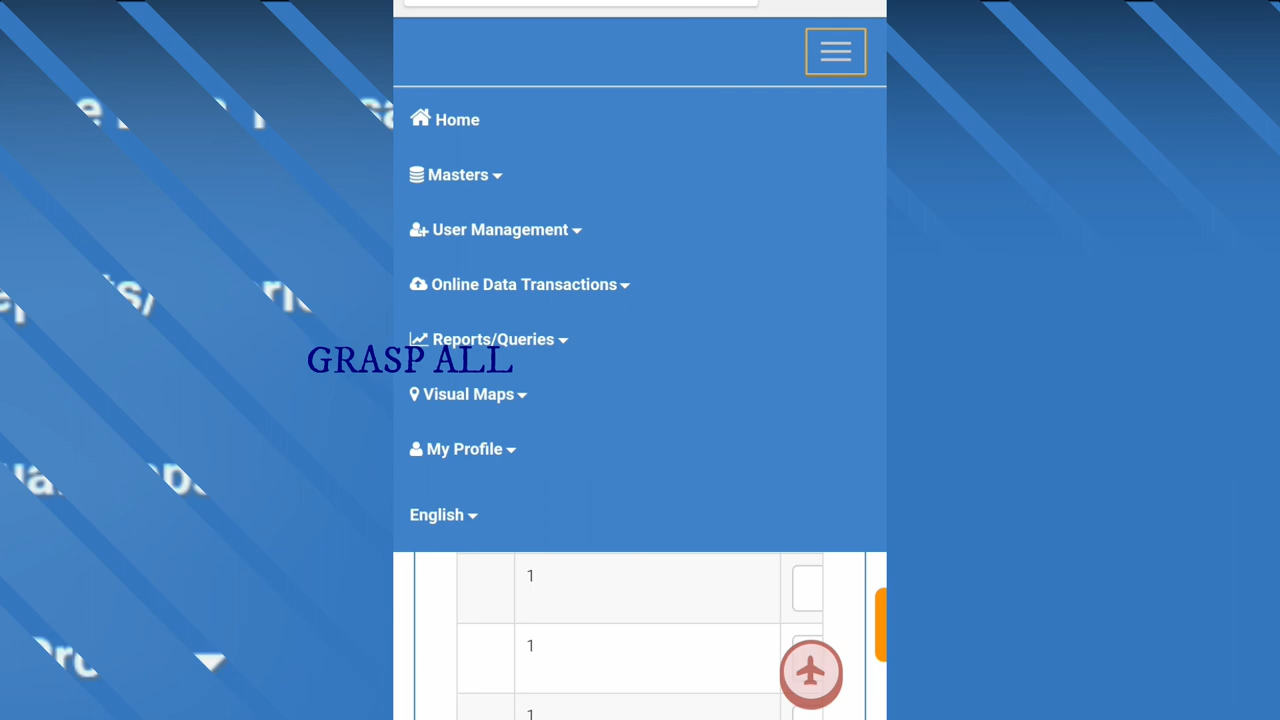 Home
Masters
User Management
Online Data Transactions
Reports/Queries
GRASP ALL
Visual Maps
My Profile
English
1
1
1